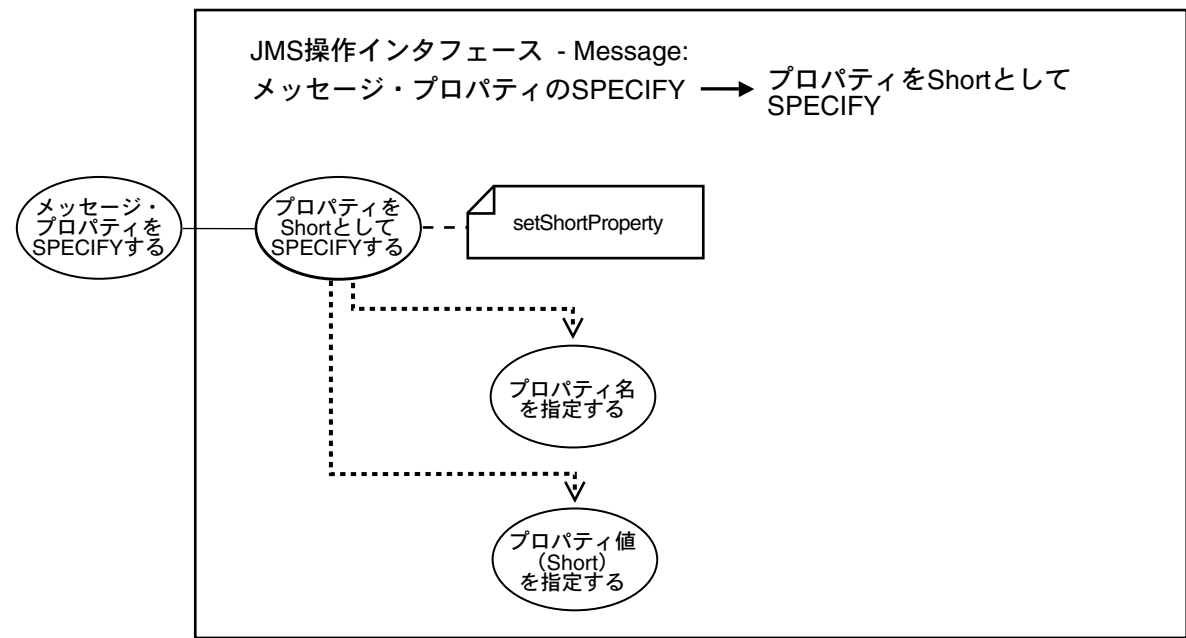 JMS操作インタフェース - Message:
メッセージ・プロパティのSPECIFY
プロパティをShortとして
SPECIFY
メッセージ・
プロパティを
SPECIFYする
プロパティを
Shortとして
SPECIFYする
setShortProperty
プロパティ名
を指定する
プロパティ値
(Short)
を指定する